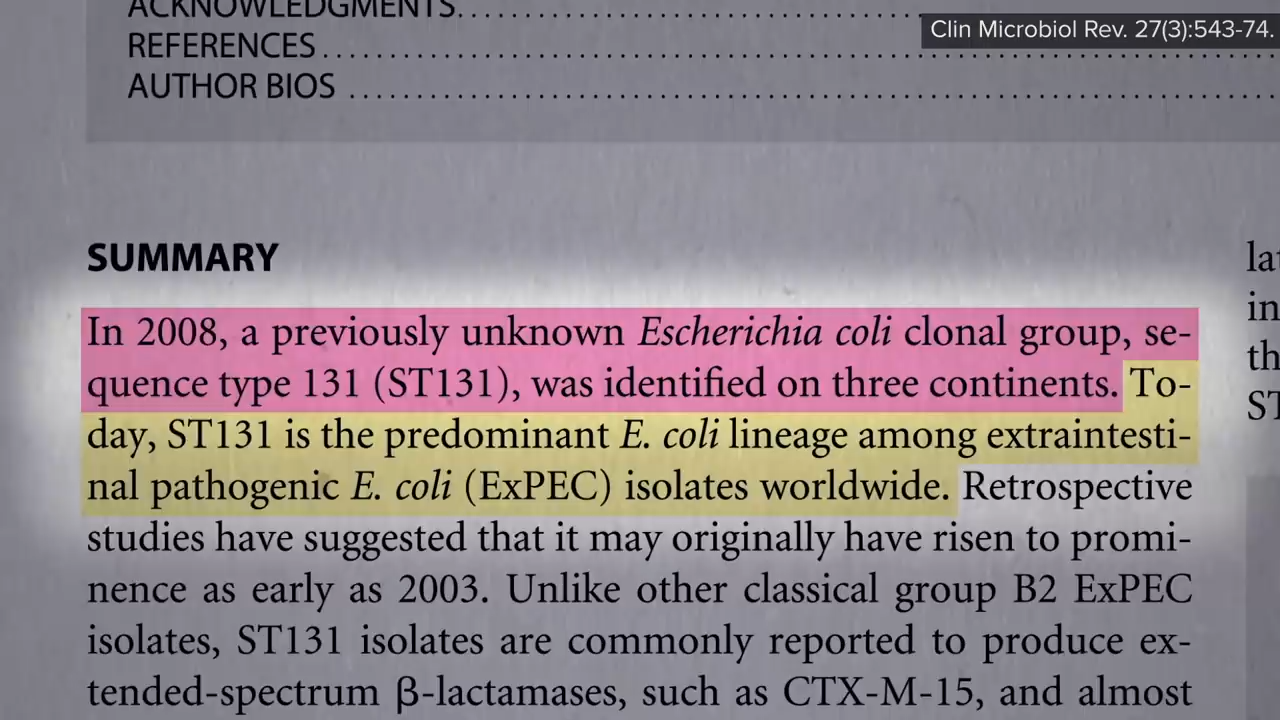 ACKNOWLEDGMENTS
Clin Microbiol Rev. 27(3):543-74.
REFERENCES
AUTHOR BIOS
SUMMARY
In 2008, a previously unknown Escherichia coli clonal group, se-
quence type 131 (ST131), was identified on three continents. To-
day, ST131 is the predominant E. coli lineage among extraintesti-
nal pathogenic E. coli (ExPEC) isolates worldwide. Retrospective
studies have suggested that it may originally have risen to promi-
nence as early as 2003. Unlike other classical group B2 ExPEC
isolates, ST131 isolates are commonly reported to produce ex-
tended-spectrum β-lactamases, such as CTX-M-15, and almost